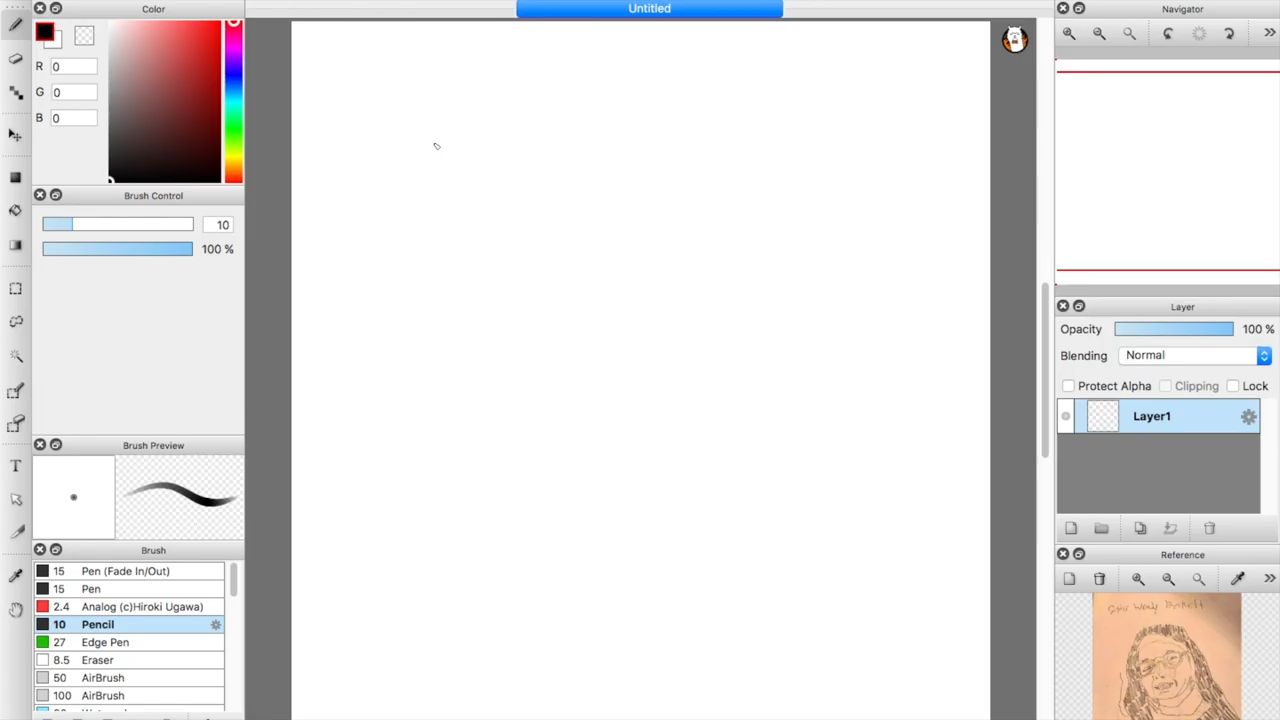 Color
Untitled
Navigator
R 0
G 0
B 0
Brush Control
10
100 %
Layer
Opacity 100 %
Blending Normal
Protect Alpha Clipping Lock
Layer1
Brush Preview
Brush
15 Pen (Fade In/Out)
15 Pen
2.4 Analog (c)Hiroki Ugawa)
10 Pencil
27 Edge Pen
8.5 Eraser
50 AirBrush
100 AirBrush
T
Reference